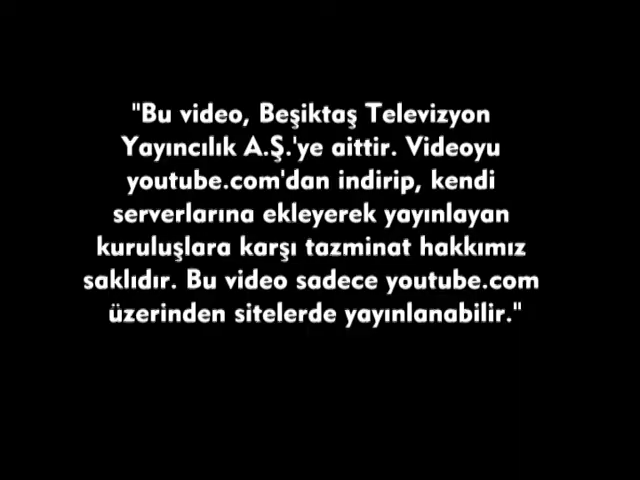 "Bu video, Beşiktaş Televizyon
Yayıncılık A.Ş.'ye aittir. Videoyu
youtube.com'dan indirip, kendi
serverlarına ekleyerek yayınlayan
kuruluşlara karşı tazminat hakkımız
saklıdır. Bu video sadece youtube.com
üzerinden sitelerde yayınlanabilir."